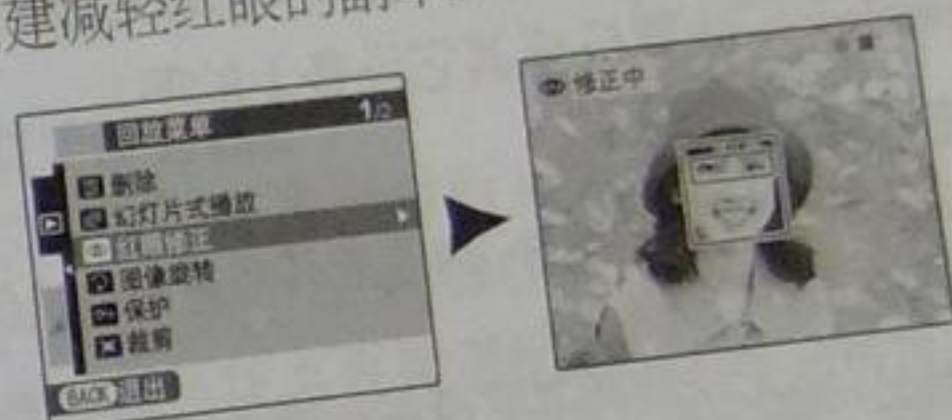 建减轻红眼的副
回放菜单 1/2
删除
幻灯片式播放
红眼修正
图像旋转
保护
裁剪
BACK 退出
修正中